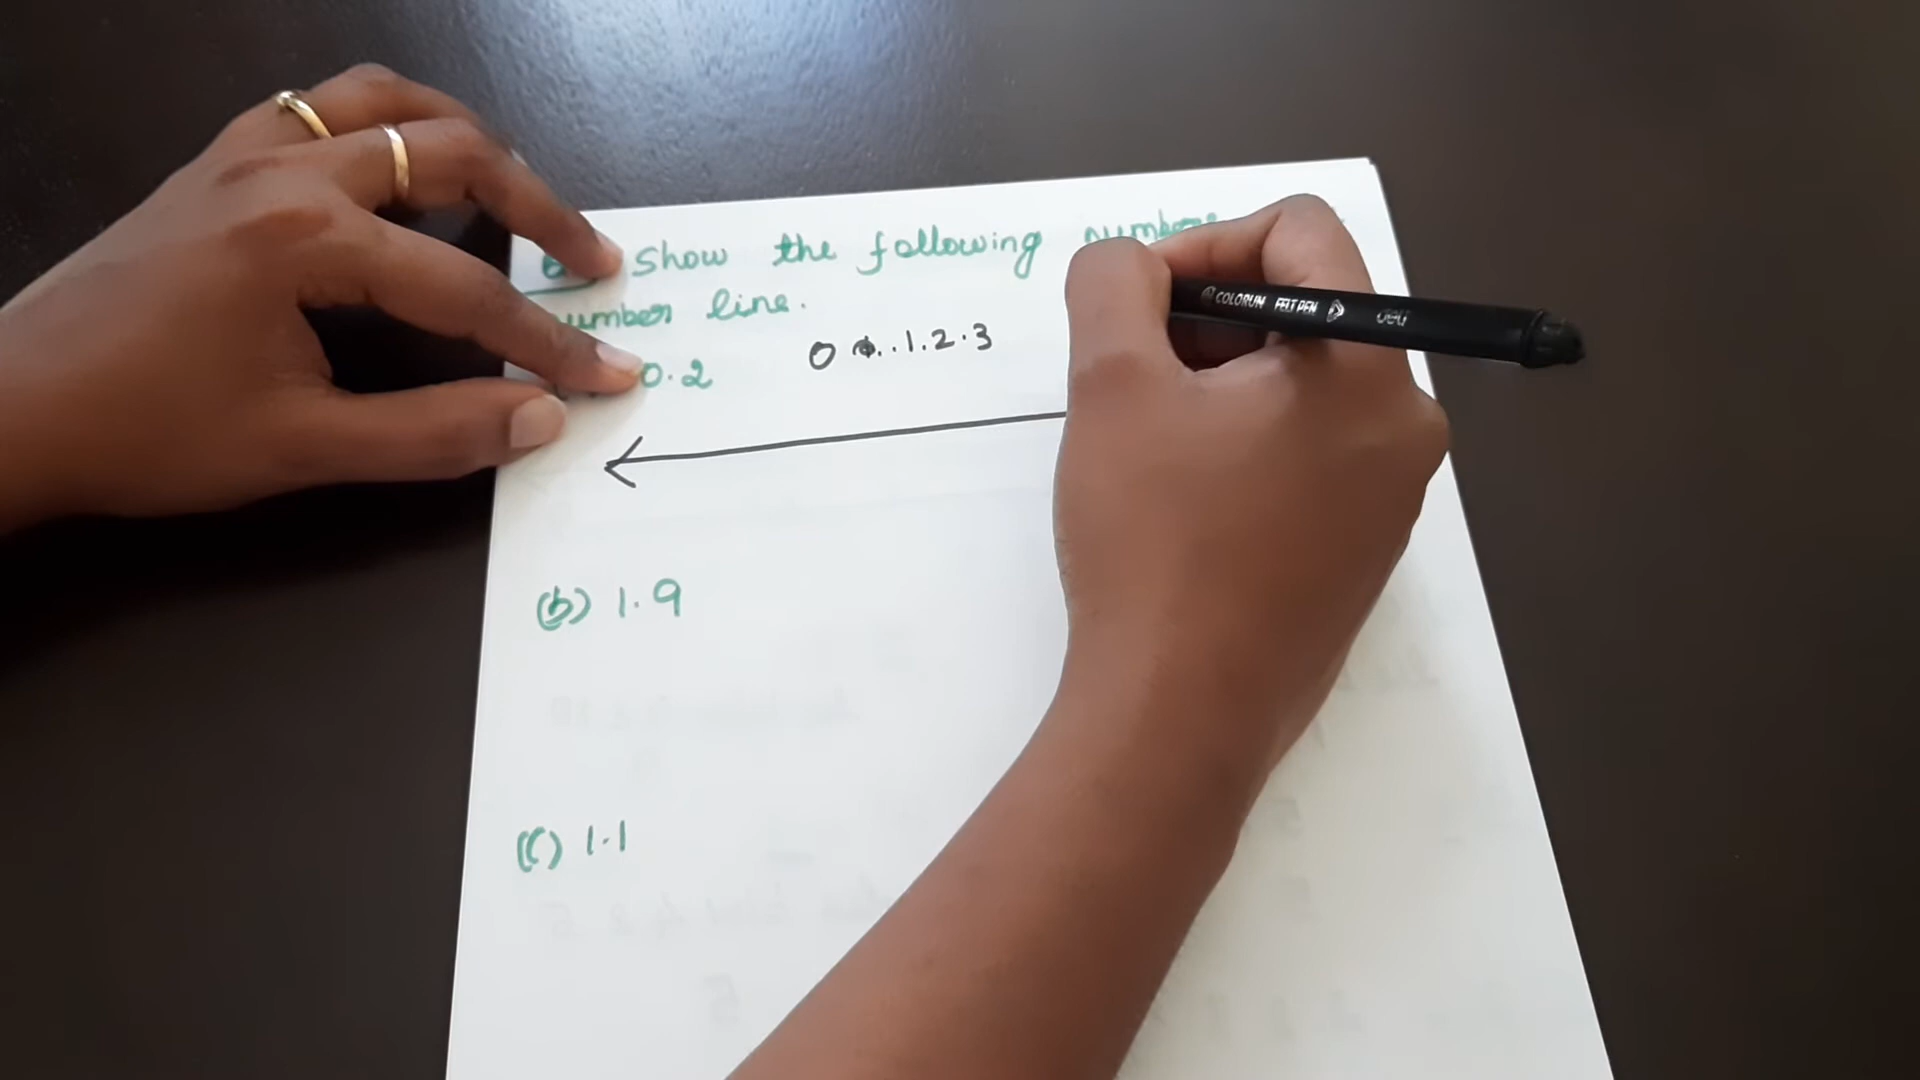 Show the following numbers
number line.
0.2
0 . . 1 . 2 . 3
(b) 1.9
(c) 1.1
COLORUN FELT PEN deli